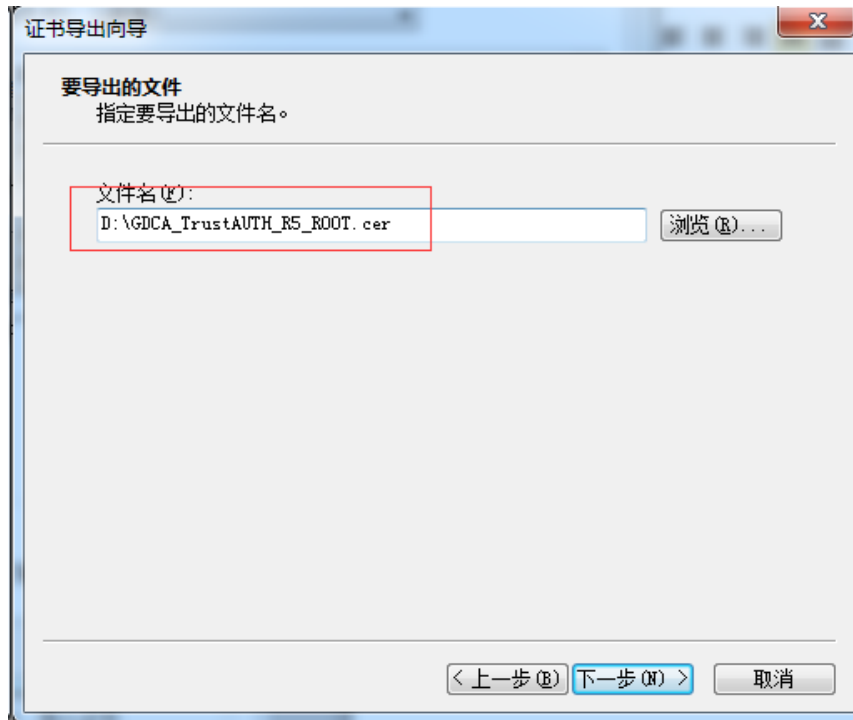 证书导出向导
要导出的文件
指定要导出的文件名。
文件名(F):
D:\GDCA_TrustAUTH_R5_ROOT.cer
浏览(R)...
< 上一步(B) 下一步(N) > 取消